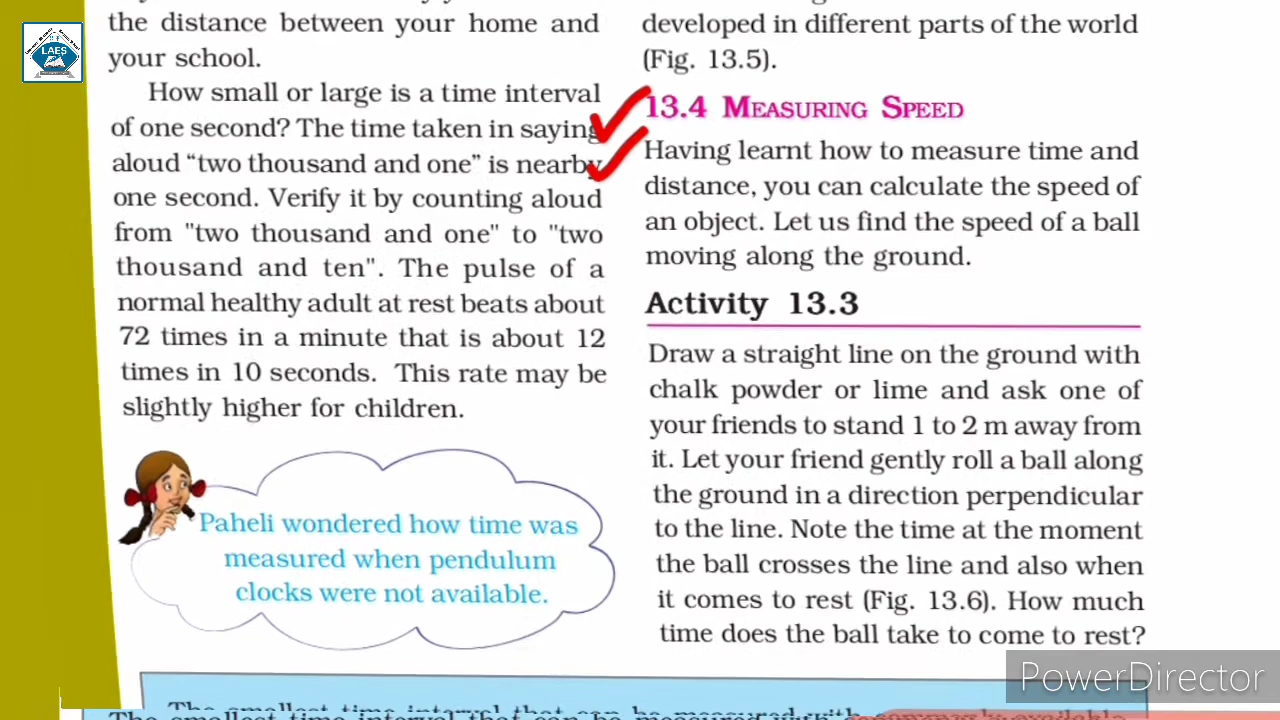 LAES
the distance between your home and
your school.
How small or large is a time interval
of one second? The time taken in saying
aloud “two thousand and one” is nearby
one second. Verify it by counting aloud
from "two thousand and one" to "two
thousand and ten". The pulse of a
normal healthy adult at rest beats about
72 times in a minute that is about 12
times in 10 seconds. This rate may be
slightly higher for children.
Paheli wondered how time was
measured when pendulum
clocks were not available.
developed in different parts of the world
(Fig. 13.5).
13.4 MEASURING SPEED
Having learnt how to measure time and
distance, you can calculate the speed of
an object. Let us find the speed of a ball
moving along the ground.
Activity 13.3
Draw a straight line on the ground with
chalk powder or lime and ask one of
your friends to stand 1 to 2 m away from
it. Let your friend gently roll a ball along
the ground in a direction perpendicular
to the line. Note the time at the moment
the ball crosses the line and also when
it comes to rest (Fig. 13.6). How much
time does the ball take to come to rest?
PowerDirector
The smallest time interval that can be measured with